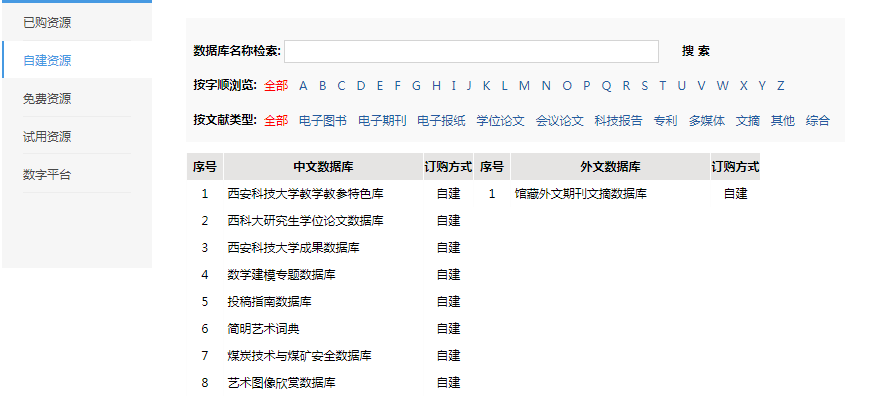 已购资源
自建资源
免费资源
试用资源
数字平台
数据库名称检索: 搜 索
按字顺浏览: 全部 A B C D E F G H I J K L M N O P Q R S T U V W X Y Z
按文献类型: 全部 电子图书 电子期刊 电子报纸 学位论文 会议论文 科技报告 专利 多媒体 文摘 其他 综合
序号 中文数据库 订购方式 序号 外文数据库 订购方式
1 西安科技大学教学教参特色库 自建 1 馆藏外文期刊文摘数据库 自建
2 西科大研究生学位论文数据库 自建
3 西安科技大学成果数据库 自建
4 数学建模专题数据库 自建
5 投稿指南数据库 自建
6 简明艺术词典 自建
7 煤炭技术与煤矿安全数据库 自建
8 艺术图像欣赏数据库 自建